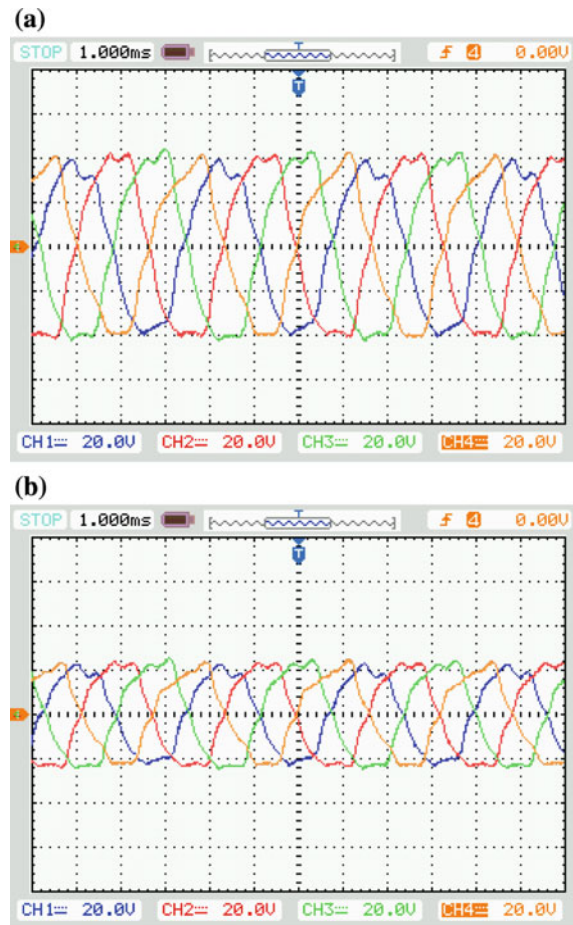 (a)
STOP 1.000ms T F 4 0.00V
T
CH1 20.0V CH2 20.0V CH3 20.0V CH4 20.0V
(b)
STOP 1.000ms T F 4 0.00V
T
CH1 20.0V CH2 20.0V CH3 20.0V CH4 20.0V